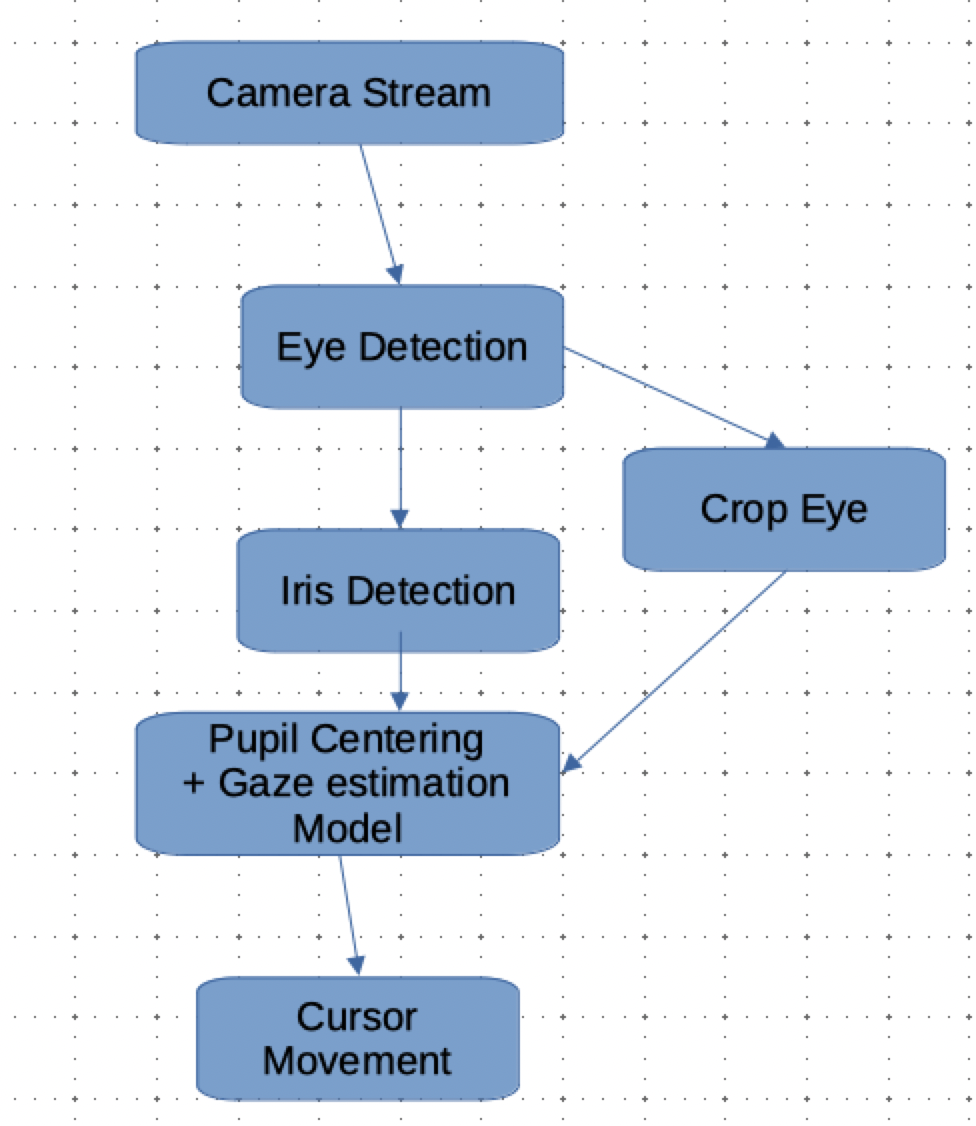 Camera Stream
Eye Detection
Crop Eye
Iris Detection
Pupil Centering
+ Gaze estimation
Model
Cursor
Movement